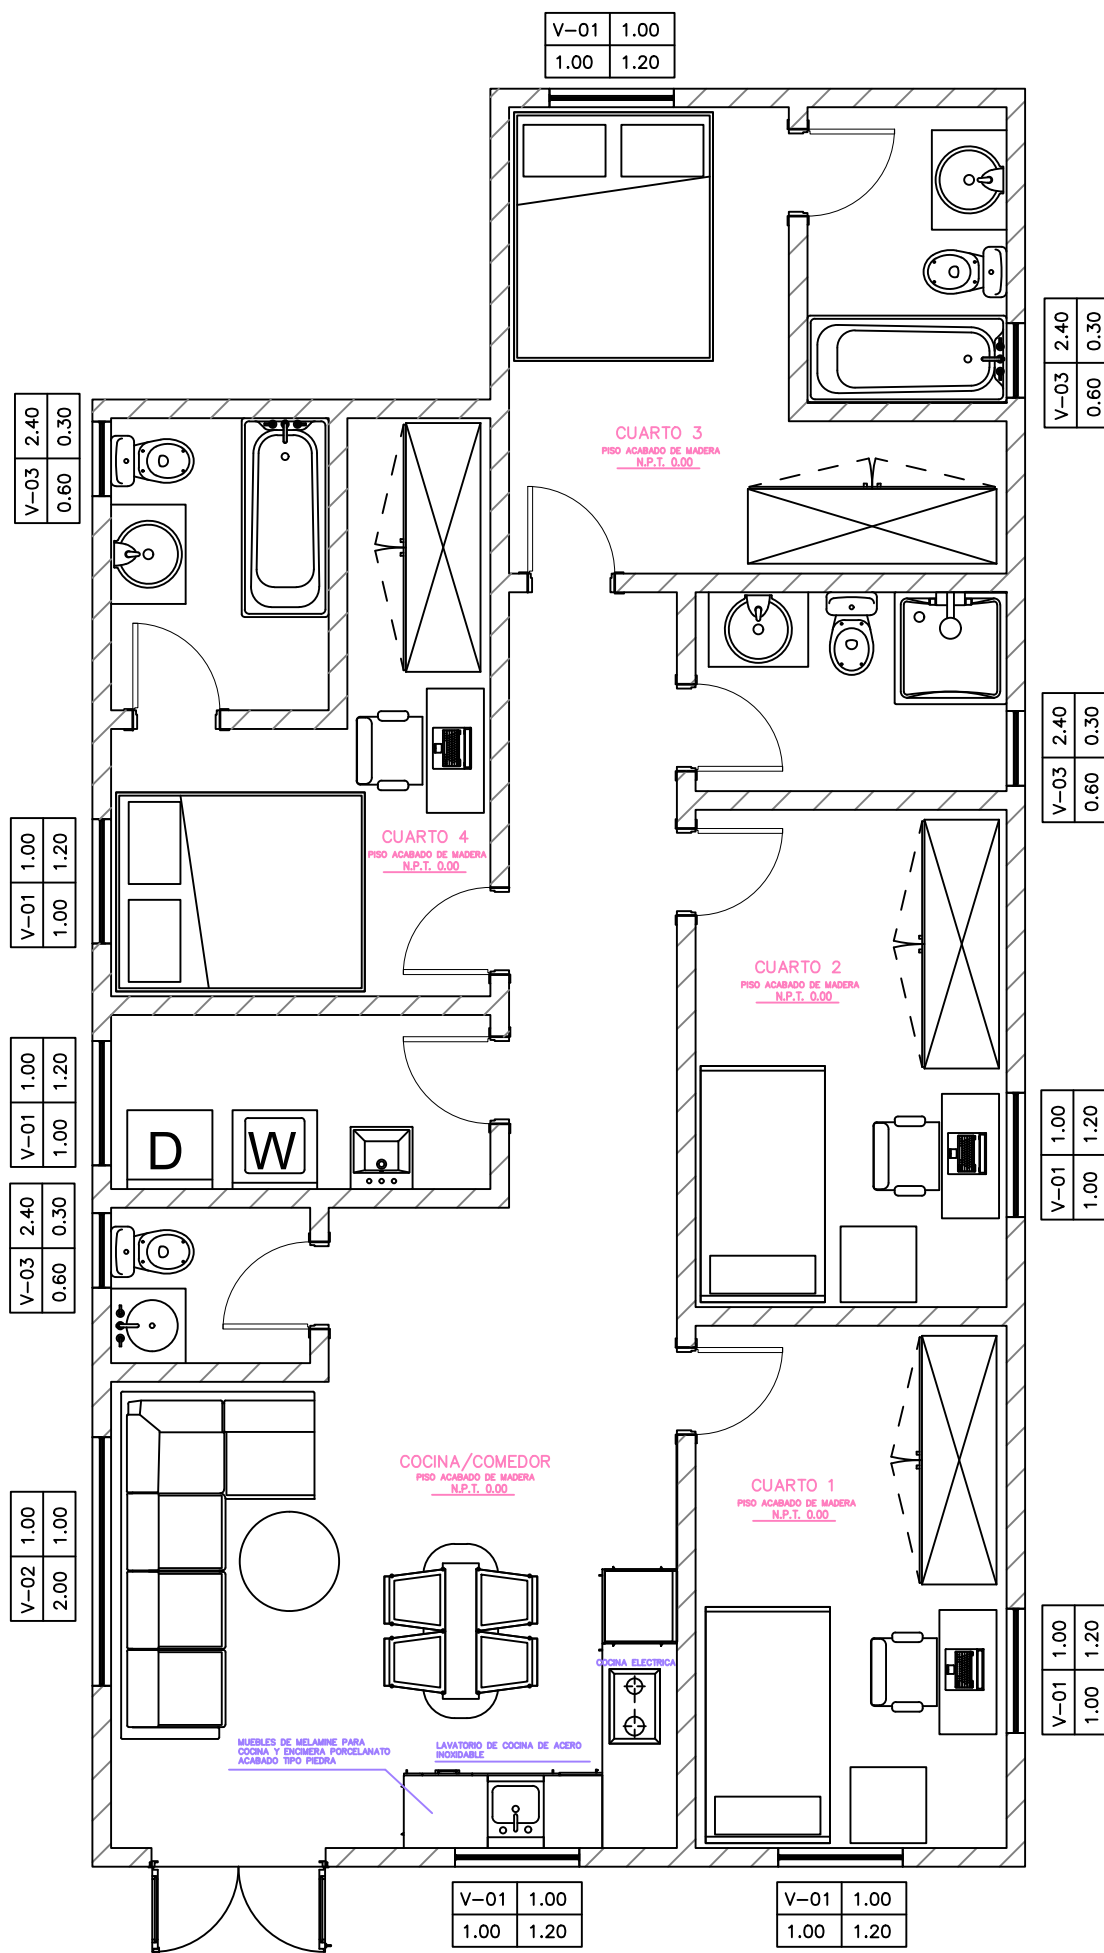 V-01 1.00
1.00 1.20
V-03 2.40
0.60 0.30
V-03 2.40
0.60 0.30
CUARTO 3
PISO ACABADO DE MADERA
N.P.T. 0.00
V-03 2.40
0.60 0.30
V-01 1.00
1.00 1.20
CUARTO 4
PISO ACABADO DE MADERA
N.P.T. 0.00
CUARTO 2
PISO ACABADO DE MADERA
N.P.T. 0.00
V-01 1.00
1.00 1.20
D
W
V-01 1.00
1.00 1.20
V-03 2.40
0.60 0.30
COCINA/COMEDOR
PISO ACABADO DE MADERA
N.P.T. 0.00
CUARTO 1
PISO ACABADO DE MADERA
N.P.T. 0.00
V-02 1.00
2.00 1.00
V-01 1.00
1.00 1.20
COCINA ELECTRICA
MUEBLES DE MELAMINE PARA
COCINA Y ENCIMERA PORCELANATO
ACABADO TIPO PIEDRA
LAVATORIO DE COCINA DE ACERO
INOXIDABLE
V-01 1.00
1.00 1.20
V-01 1.00
1.00 1.20